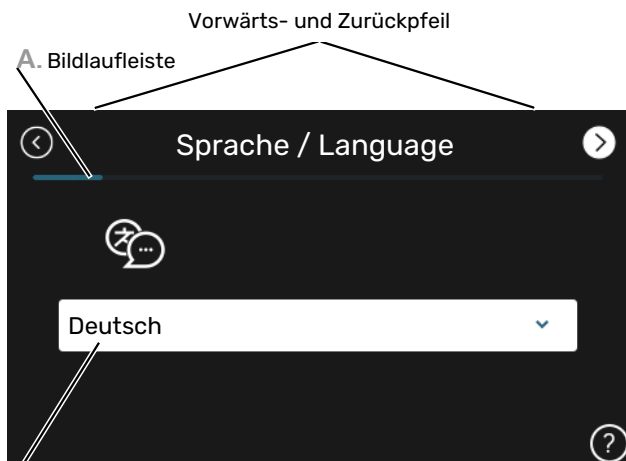 Vorwärts- und Zurückpfeil
A. Bildlaufleiste
Sprache / Language
Deutsch
?